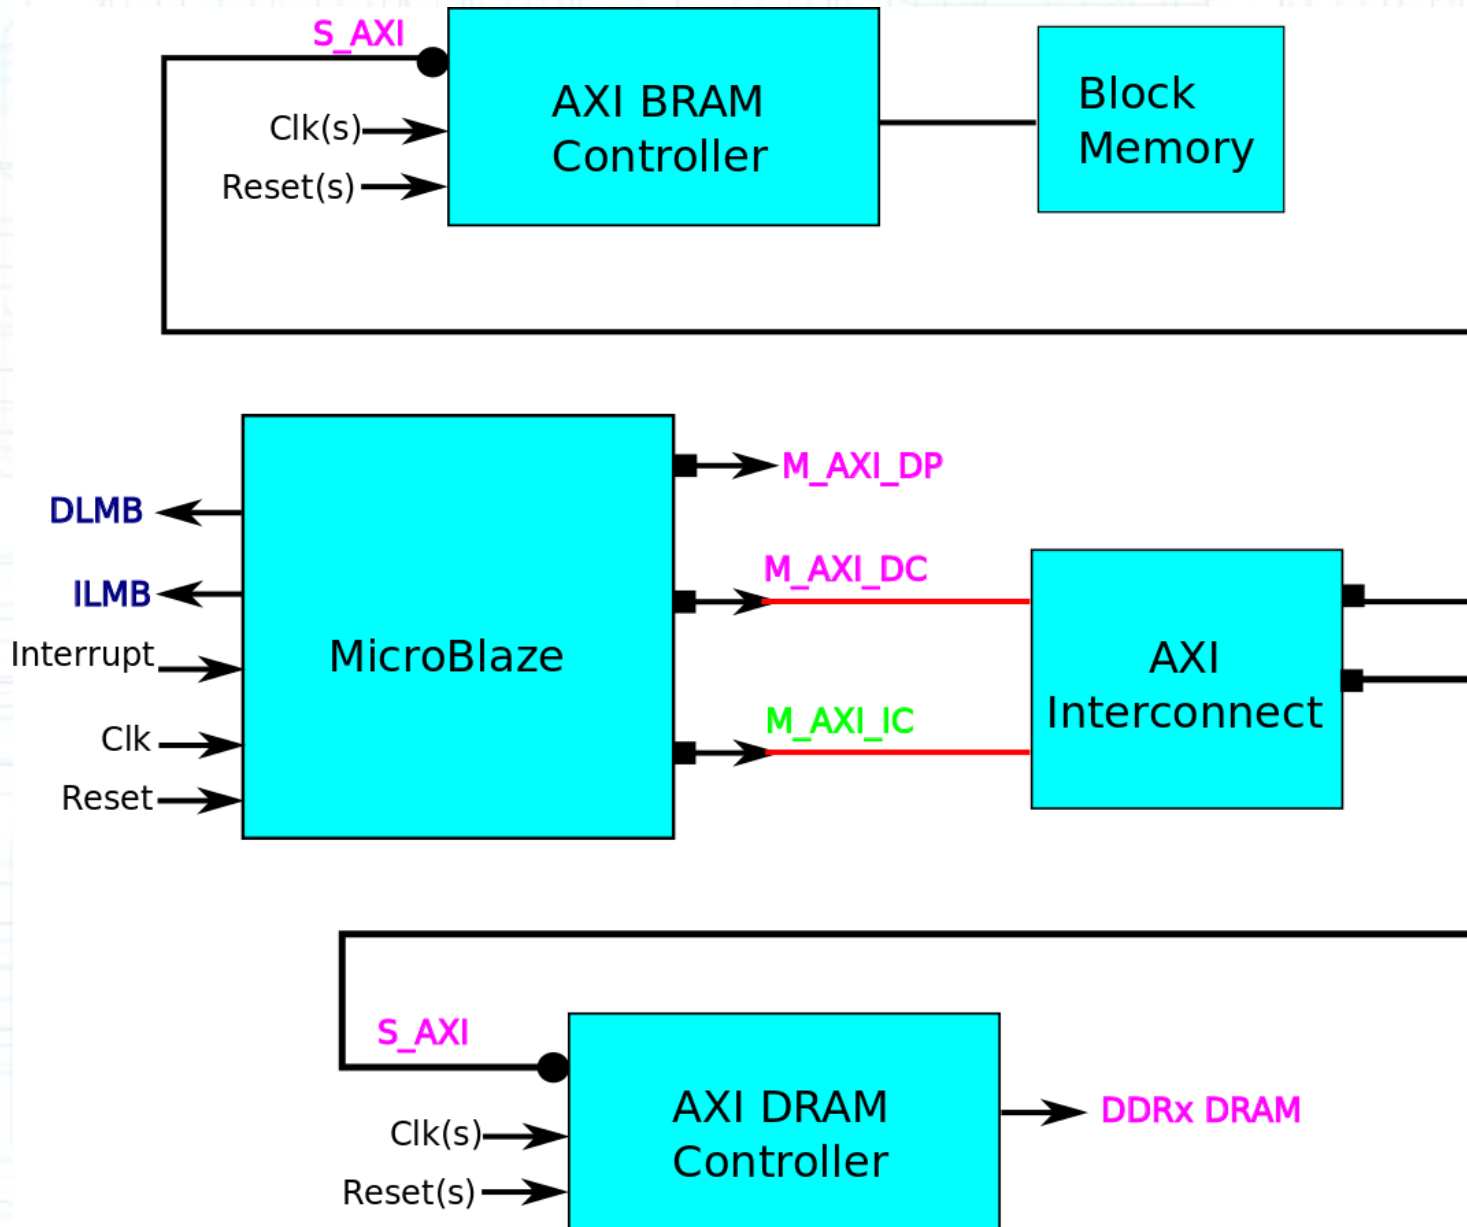 S_AXI
Clk(s)
Reset(s)
AXI BRAM
Controller
Block
Memory
DLMB
ILMB
Interrupt
Clk
Reset
MicroBlaze
M_AXI_DP
M_AXI_DC
M_AXI_IC
AXI
Interconnect
S_AXI
Clk(s)
Reset(s)
AXI DRAM
Controller
DDRx DRAM